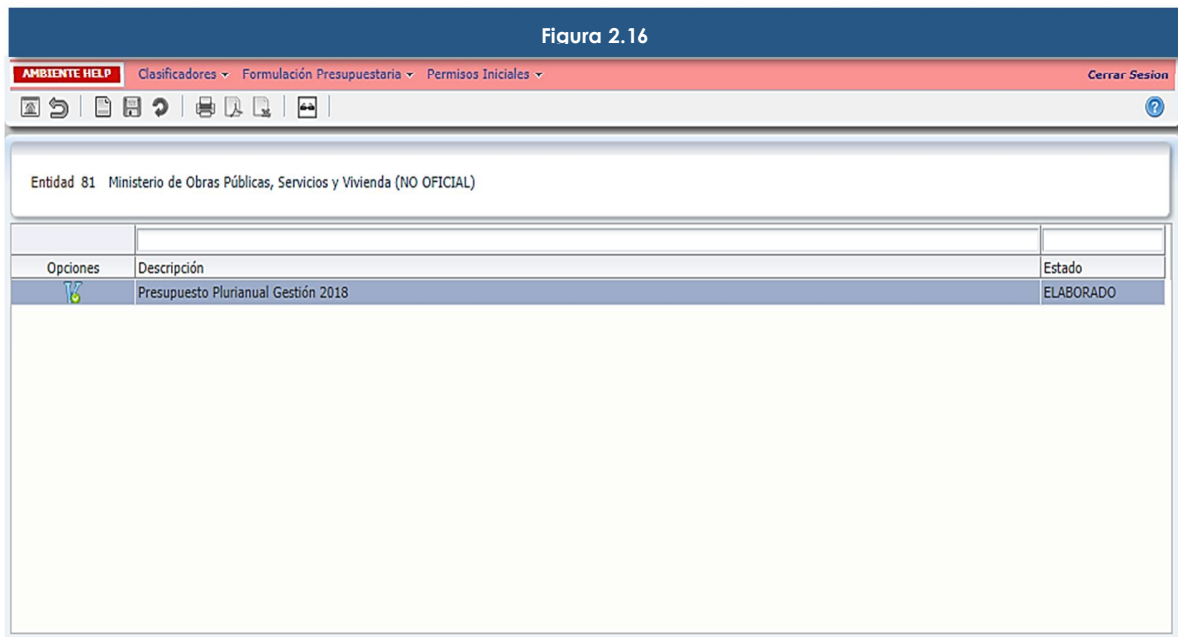 Figura 2.16
AMBIENTE HELP Clasificadores Formulación Presupuestaria Permisos Iniciales Cerrar Sesion
Entidad 81 Ministerio de Obras Públicas, Servicios y Vivienda (NO OFICIAL)
Opciones Descripción Estado
Presupuesto Plurianual Gestión 2018 ELABORADO